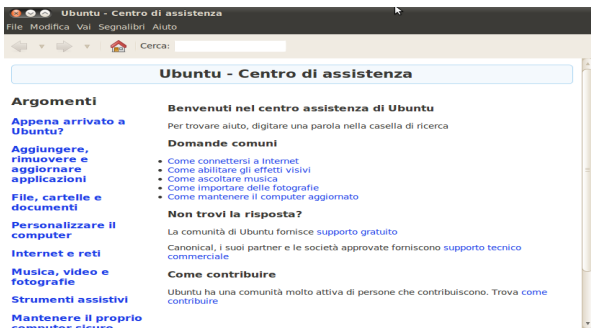 Ubuntu - Centro di assistenza
File Modifica Vai Segnalibri Aiuto
Cerca:
Ubuntu - Centro di assistenza
Argomenti
Appena arrivato a
Ubuntu?
Aggiungere,
rimuovere e
aggiornare
applicazioni
File, cartelle e
documenti
Personalizzare il
computer
Internet e reti
Musica, video e
fotografie
Strumenti assistivi
Mantenere il proprio
computer sicuro
Benvenuti nel centro assistenza di Ubuntu
Per trovare aiuto, digitare una parola nella casella di ricerca
Domande comuni
Come connettersi a Internet
Come abilitare gli effetti visivi
Come ascoltare musica
Come importare delle fotografie
Come mantenere il computer aggiornato
Non trovi la risposta?
La comunità di Ubuntu fornisce supporto gratuito
Canonical, i suoi partner e le società approvate forniscono supporto tecnico
commerciale
Come contribuire
Ubuntu ha una comunità molto attiva di persone che contribuiscono. Trova come
contribuire